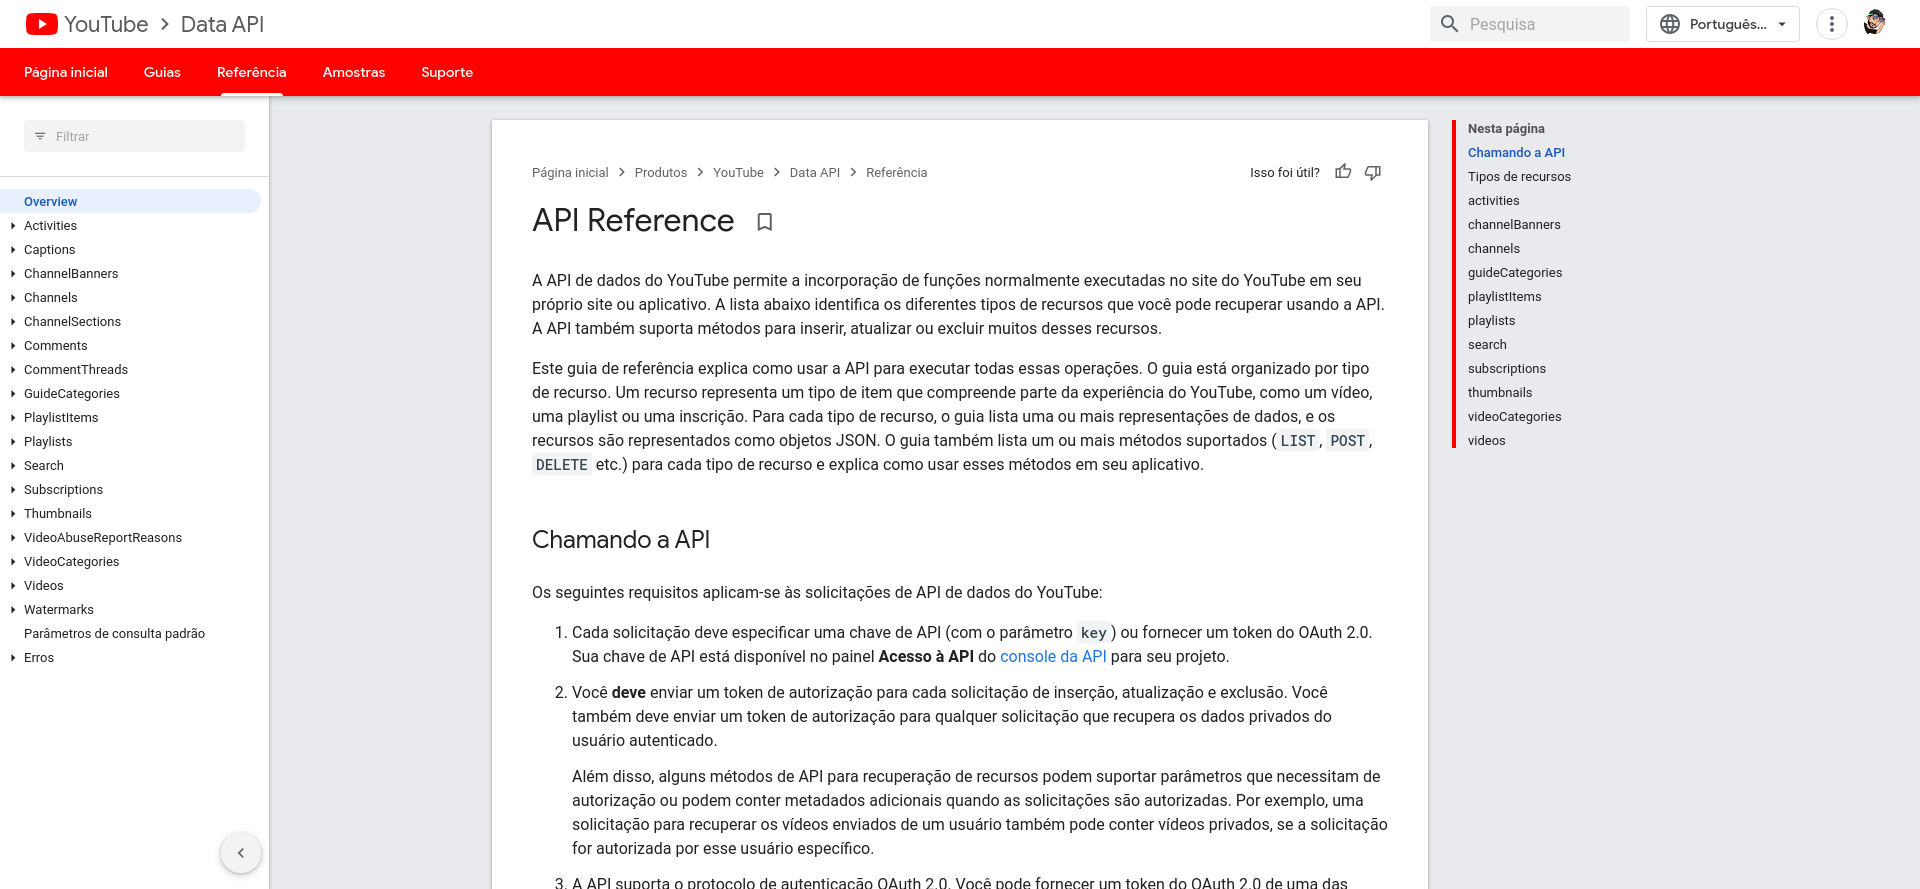 YouTube > Data API
Pesquisa
Português...
Página inicial
Guias
Referência
Amostras
Suporte
Filtrar
Overview
Activities
Captions
ChannelBanners
Channels
ChannelSections
Comments
CommentThreads
GuideCategories
PlaylistItems
Playlists
Search
Subscriptions
Thumbnails
VideoAbuseReportReasons
VideoCategories
Videos
Watermarks
Parâmetros de consulta padrão
Erros
Página inicial > Produtos > YouTube > Data API > Referência
Isso foi útil?
API Reference
A API de dados do YouTube permite a incorporação de funções normalmente executadas no site do YouTube em seu
próprio site ou aplicativo. A lista abaixo identifica os diferentes tipos de recursos que você pode recuperar usando a API.
A API também suporta métodos para inserir, atualizar ou excluir muitos desses recursos.
Este guia de referência explica como usar a API para executar todas essas operações. O guia está organizado por tipo
de recurso. Um recurso representa um tipo de item que compreende parte da experiência do YouTube, como um vídeo,
uma playlist ou uma inscrição. Para cada tipo de recurso, o guia lista uma ou mais representações de dados, e os
recursos são representados como objetos JSON. O guia também lista um ou mais métodos suportados (LIST, POST,
DELETE etc.) para cada tipo de recurso e explica como usar esses métodos em seu aplicativo.
Chamando a API
Os seguintes requisitos aplicam-se às solicitações de API de dados do YouTube:
1. Cada solicitação deve especificar uma chave de API (com o parâmetro key) ou fornecer um token do OAuth 2.0.
Sua chave de API está disponível no painel Acesso à API do console da API para seu projeto.
2. Você deve enviar um token de autorização para cada solicitação de inserção, atualização e exclusão. Você
também deve enviar um token de autorização para qualquer solicitação que recupera os dados privados do
usuário autenticado.
Além disso, alguns métodos de API para recuperação de recursos podem suportar parâmetros que necessitam de
autorização ou podem conter metadados adicionais quando as solicitações são autorizadas. Por exemplo, uma
solicitação para recuperar os vídeos enviados de um usuário também pode conter vídeos privados, se a solicitação
for autorizada por esse usuário específico.
3. A API suporta o protocolo de autenticação OAuth 2.0. Você pode fornecer um token do OAuth 2.0 de uma das
Nesta página
Chamando a API
Tipos de recursos
activities
channelBanners
channels
guideCategories
playlistItems
playlists
search
subscriptions
thumbnails
videoCategories
videos